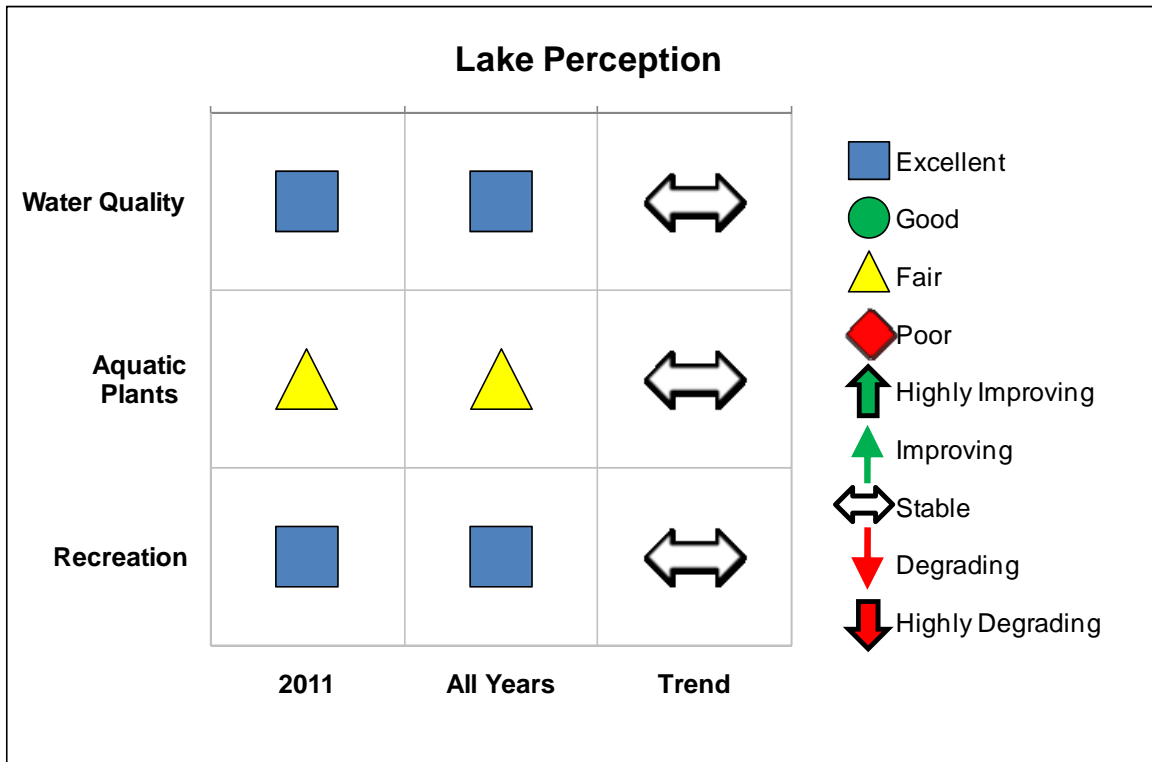 Lake Perception
Water Quality
Aquatic
Plants
Recreation
2011
All Years
Trend
Excellent
Good
Fair
Poor
Highly Improving
Improving
Stable
Degrading
Highly Degrading